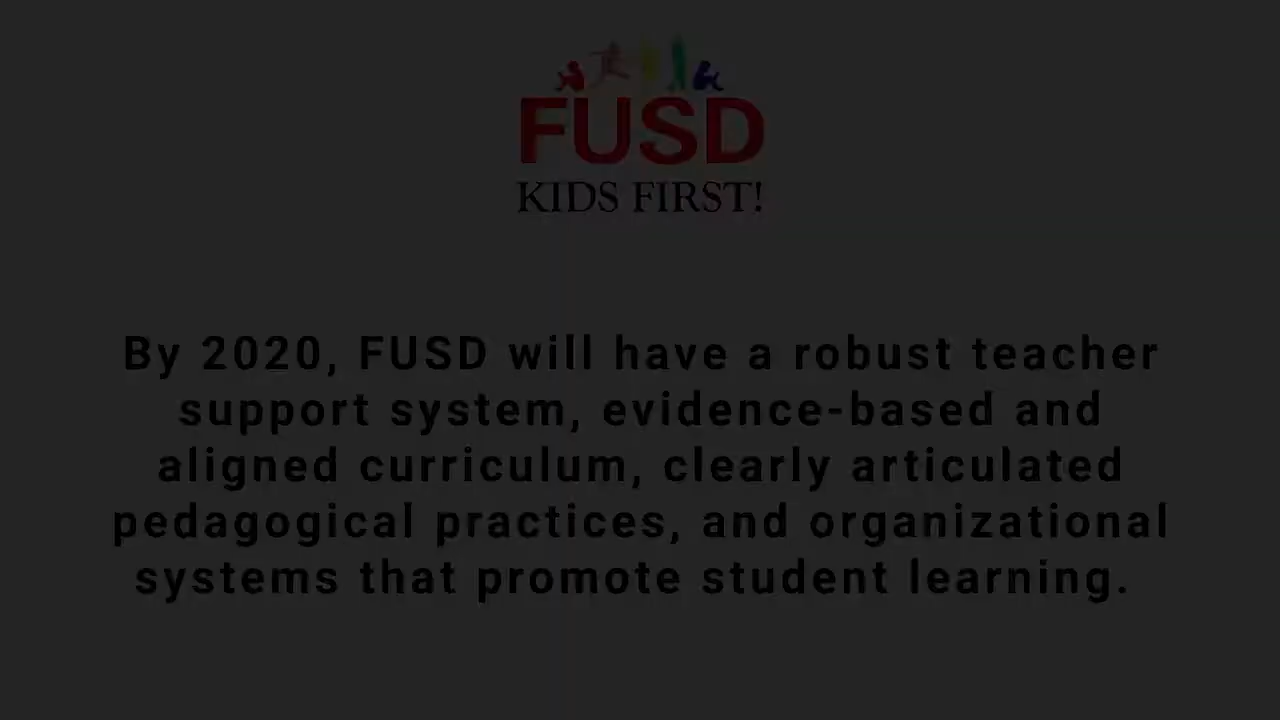 FUSD
KIDS FIRST!
By 2020, FUSD will have a robust teacher
support system, evidence-based and
aligned curriculum, clearly articulated
pedagogical practices, and organizational
systems that promote student learning.